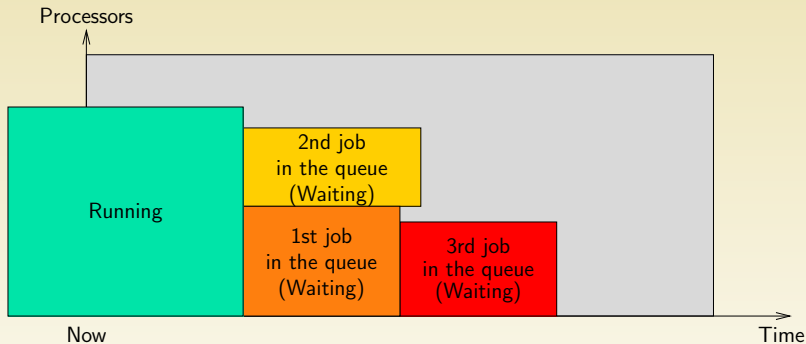 Processors
Running
2nd job
in the queue
(Waiting)
1st job
in the queue
(Waiting)
3rd job
in the queue
(Waiting)
Now
Time